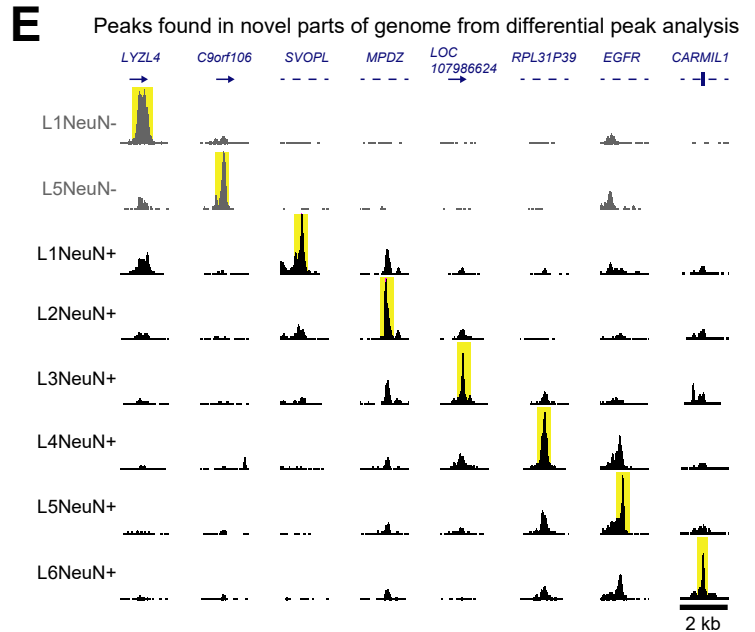 E
Peaks found in novel parts of genome from differential peak analysis
LYZL4 C9orf106 SVOPL MPDZ LOC 107986624 RPL31P39 EGFR CARMIL1
L1NeuN-
L5NeuN-
L1NeuN+
L2NeuN+
L3NeuN+
L4NeuN+
L5NeuN+
L6NeuN+
2 kb